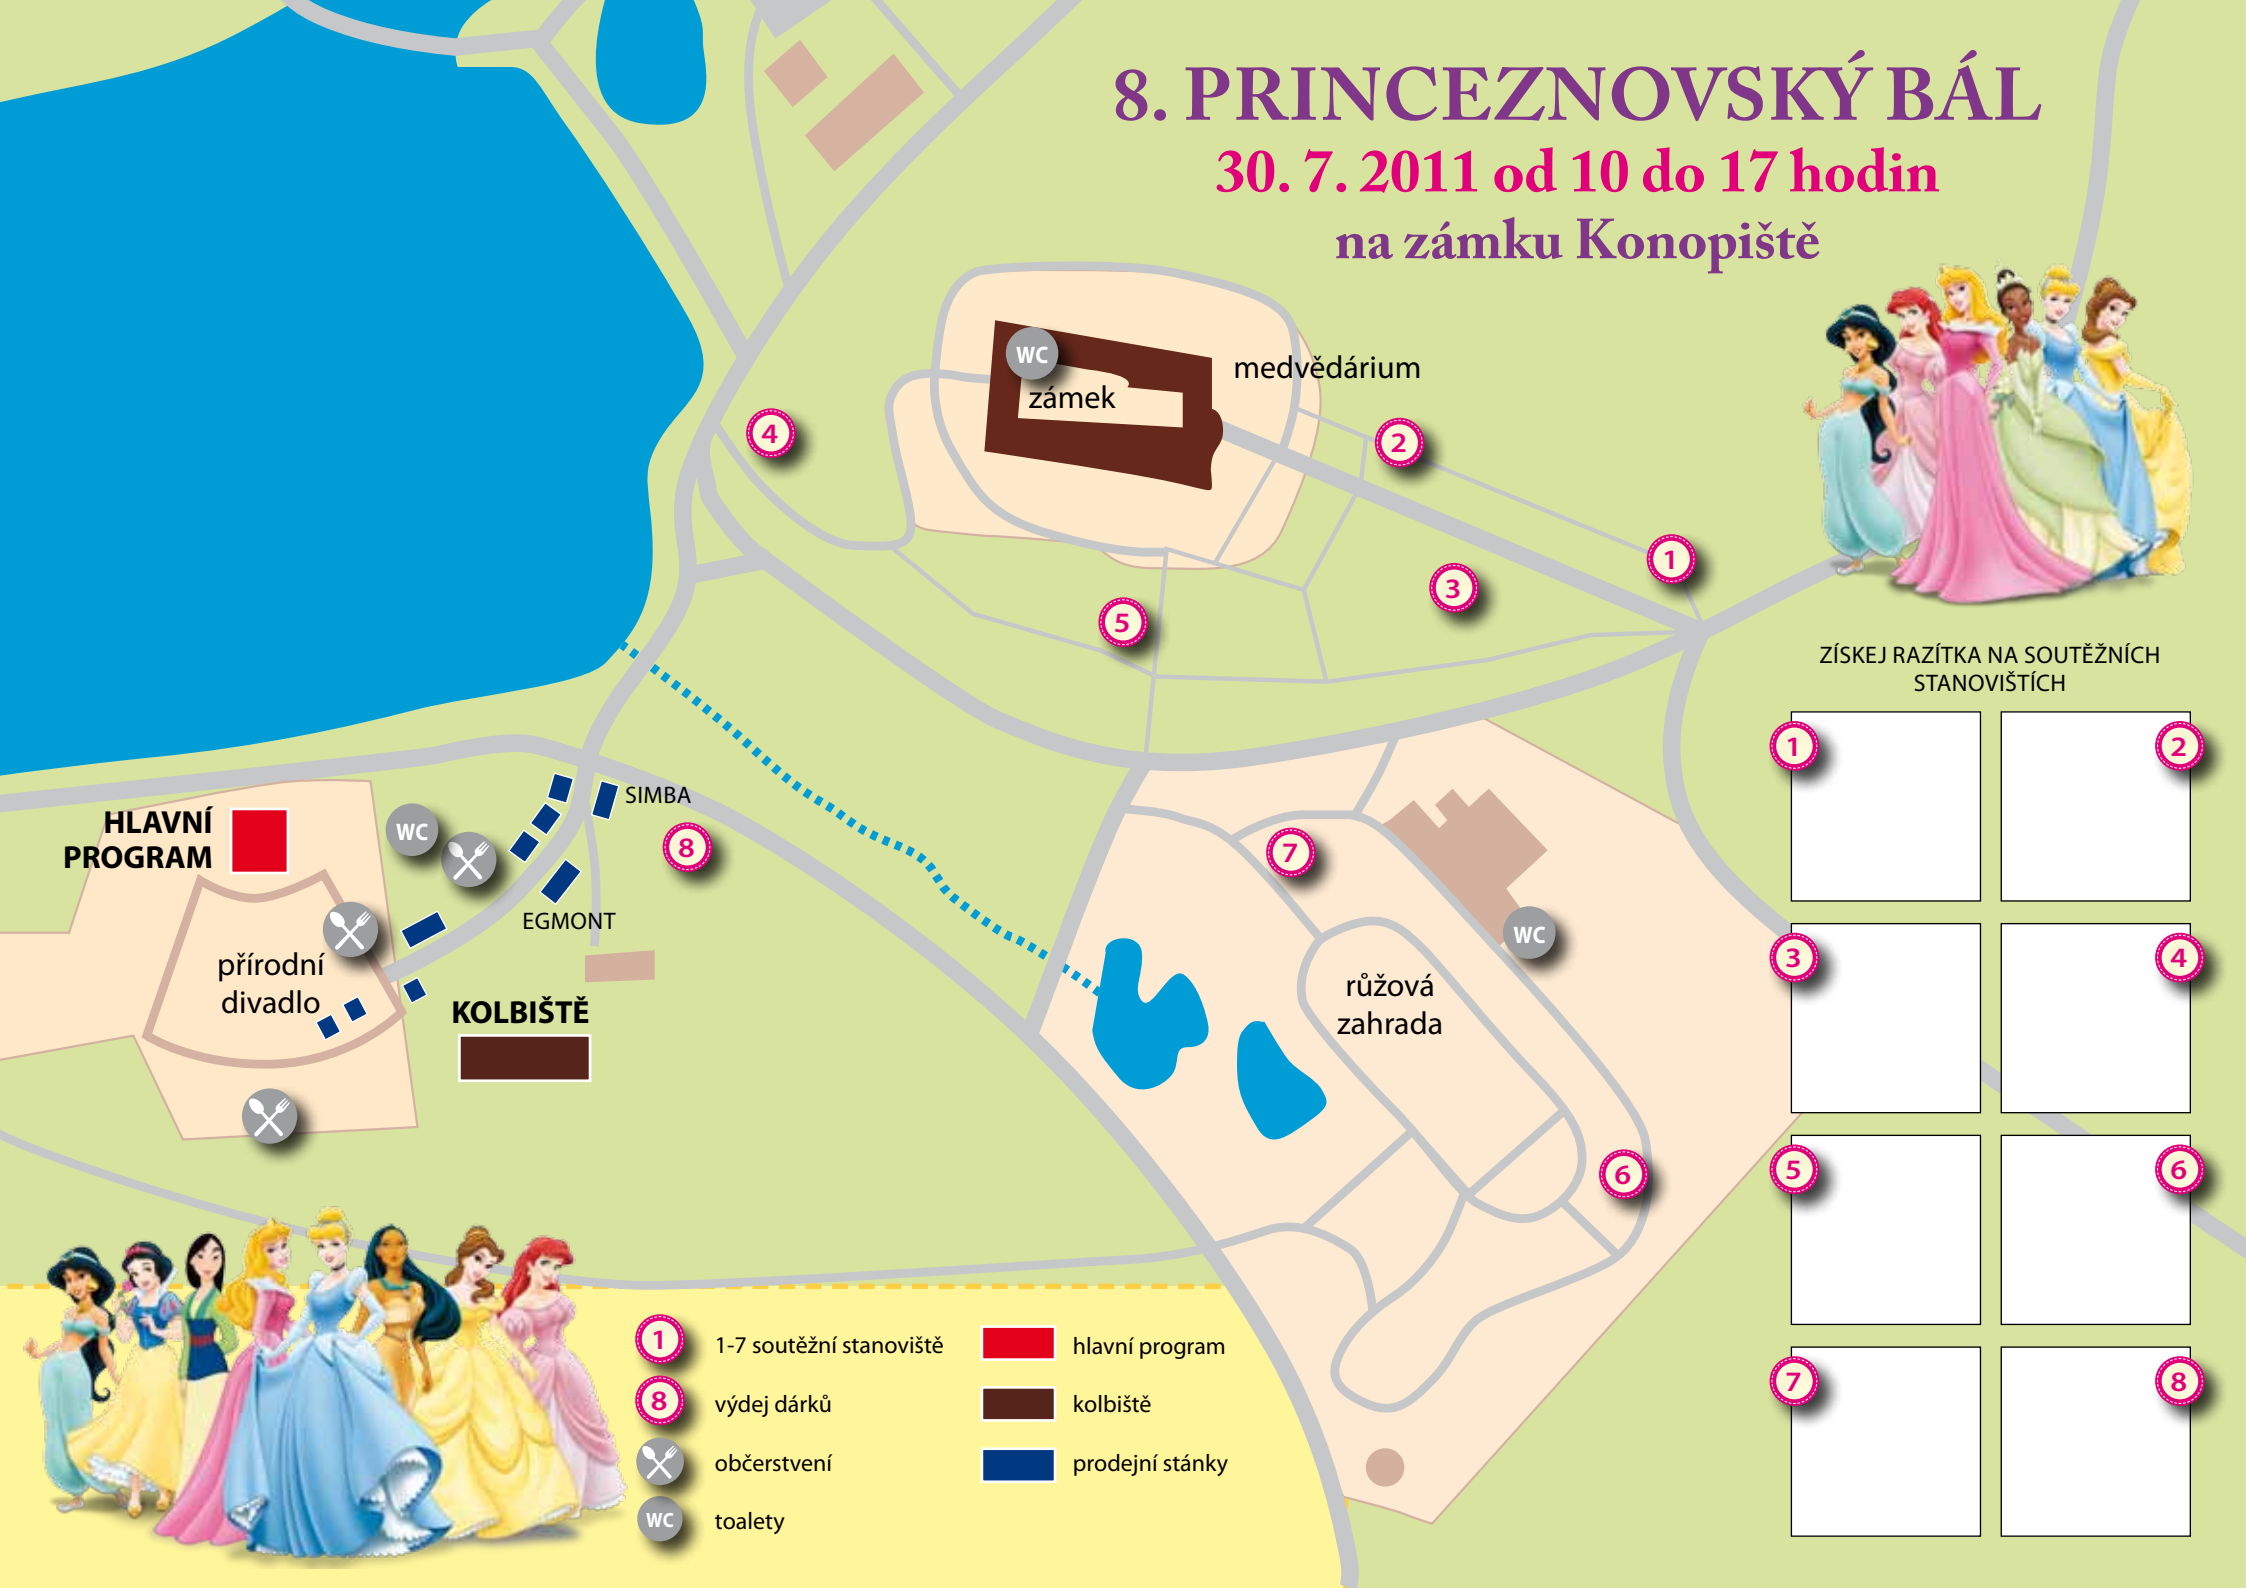 8. PRINCEZNOVSKÝ BÁL
30. 7. 2011 od 10 do 17 hodin
na zámku Konopiště
WC
zámek
medvědárium
4
2
1
3
5
ZÍSKEJ RAZÍTKA NA SOUTĚŽNÍCH
STANOVIŠTÍCH
1
2
3
4
5
6
7
8
HLAVNÍ
PROGRAM
WC
SIMBA
8
EGMONT
přírodní
divadlo
KOLBIŠTĚ
7
WC
růžová
zahrada
6
1
1-7 soutěžní stanoviště
8
výdej dárků
občerstvení
WC
toalety
hlavní program
kolbiště
prodejní stánky